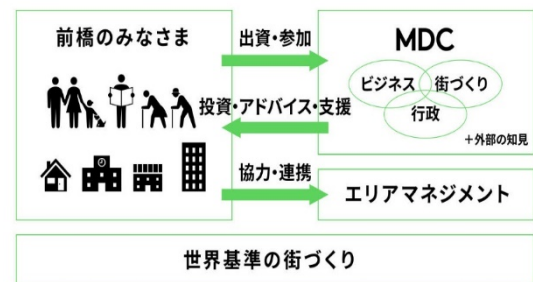 前橋のみなさま
出資・参加
MDC
ビジネス
街づくり
行政
+外部の知見
投資・アドバイス・支援
協力・連携
エリアマネジメント
世界基準の街づくり